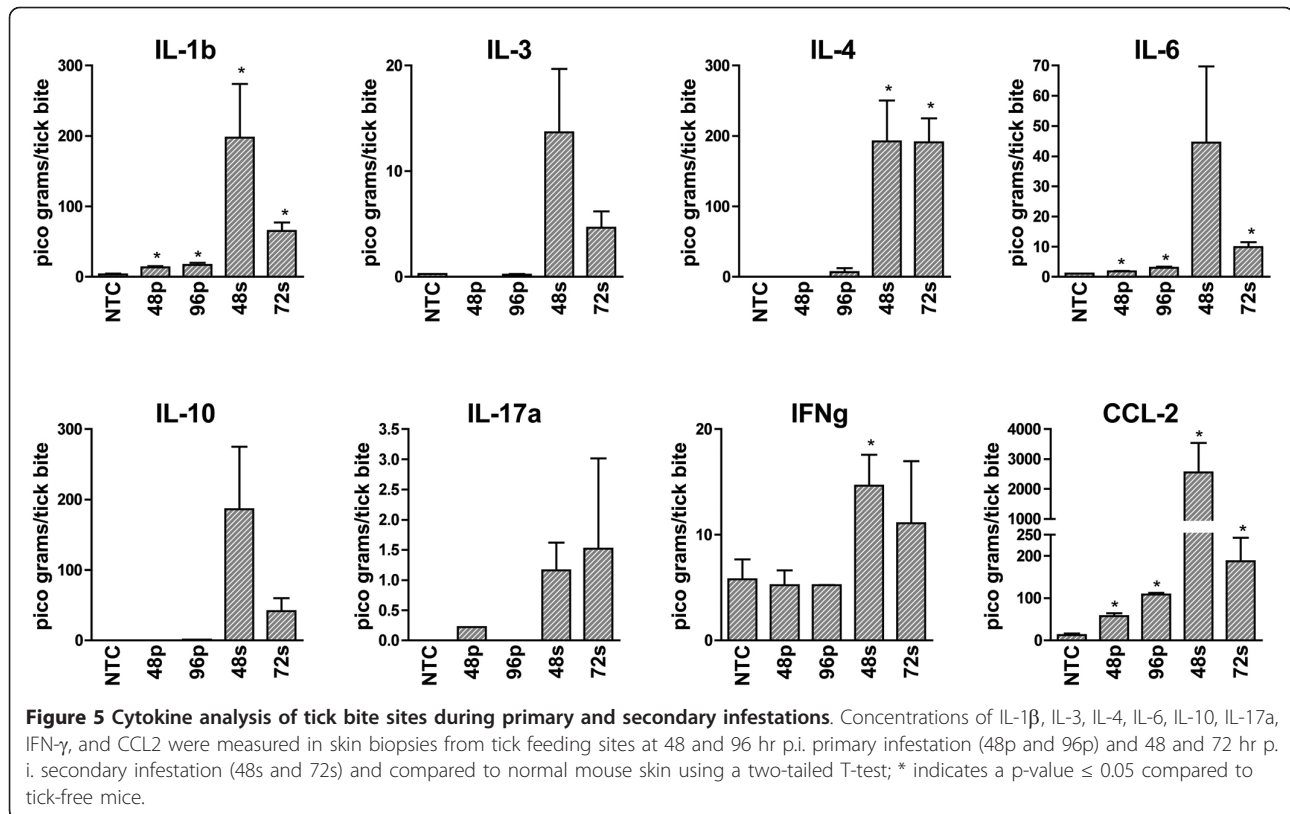 IL-1b
pico grams/tick bite
300
200
100
0
*
*
*
*
NTC
48p
96p
48s
72s
IL-3
pico grams/tick bite
20
10
0
NTC
48p
96p
48s
72s
IL-4
pico grams/tick bite
300
200
100
0
*
*
NTC
48p
96p
48s
72s
IL-6
pico grams/tick bite
70
60
50
40
30
20
10
0
*
*
*
NTC
48p
96p
48s
72s
IL-10
pico grams/tick bite
300
200
100
0
NTC
48p
96p
48s
72s
IL-17a
pico grams/tick bite
3.5
3.0
2.5
2.0
1.5
1.0
0.5
0.0
NTC
48p
96p
48s
72s
IFNg
pico grams/tick bite
20
10
0
*
NTC
48p
96p
48s
72s
CCL-2
pico grams/tick bite
4000
3000
2000
1000
250
200
150
100
50
0
*
*
*
*
NTC
48p
96p
48s
72s
Figure 5 Cytokine analysis of tick bite sites during primary and secondary infestations. Concentrations of IL-1β, IL-3, IL-4, IL-6, IL-10, IL-17a,
IFN-γ, and CCL2 were measured in skin biopsies from tick feeding sites at 48 and 96 hr p.i. primary infestation (48p and 96p) and 48 and 72 hr p.
i. secondary infestation (48s and 72s) and compared to normal mouse skin using a two-tailed T-test; * indicates a p-value ≤ 0.05 compared to
tick-free mice.